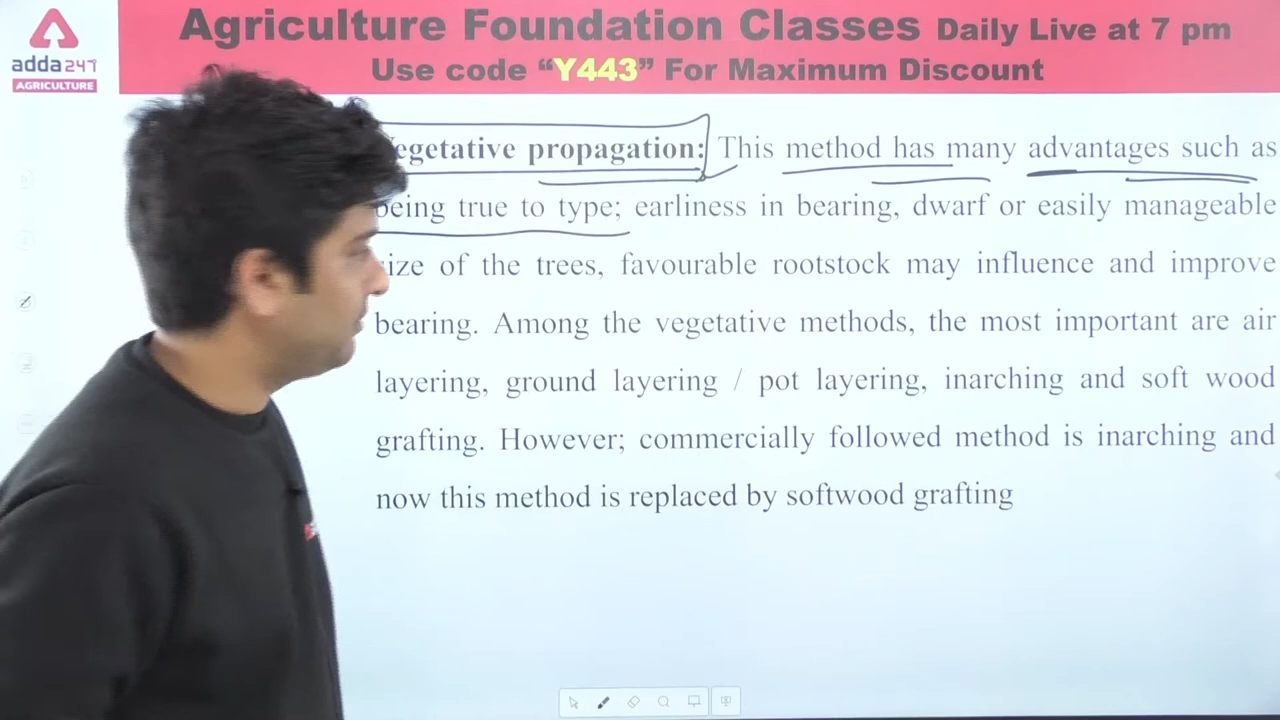 Agriculture Foundation Classes Daily Live at 7 pm
Use code “Y443” For Maximum Discount
adda247
AGRICULTURE
egetative propagation: This method has many advantages such as
being true to type; earliness in bearing, dwarf or easily manageable
size of the trees, favourable rootstock may influence and improve
bearing. Among the vegetative methods, the most important are air
layering, ground layering / pot layering, inarching and soft wood
grafting. However; commercially followed method is inarching and
now this method is replaced by softwood grafting